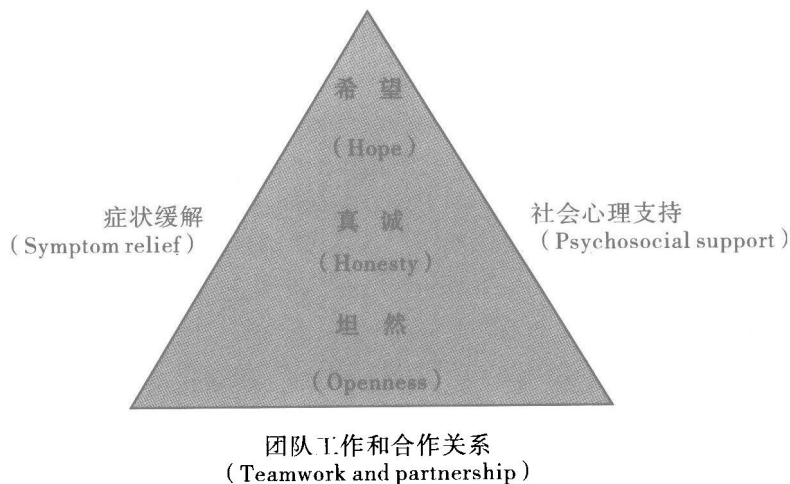 希 望
(Hope)
症状缓解
(Symptom relief)
真 诚
(Honesty)
社会心理支持
(Psychosocial support)
坦 然
(Openness)
团队工作和合作关系
(Teamwork and partnership)